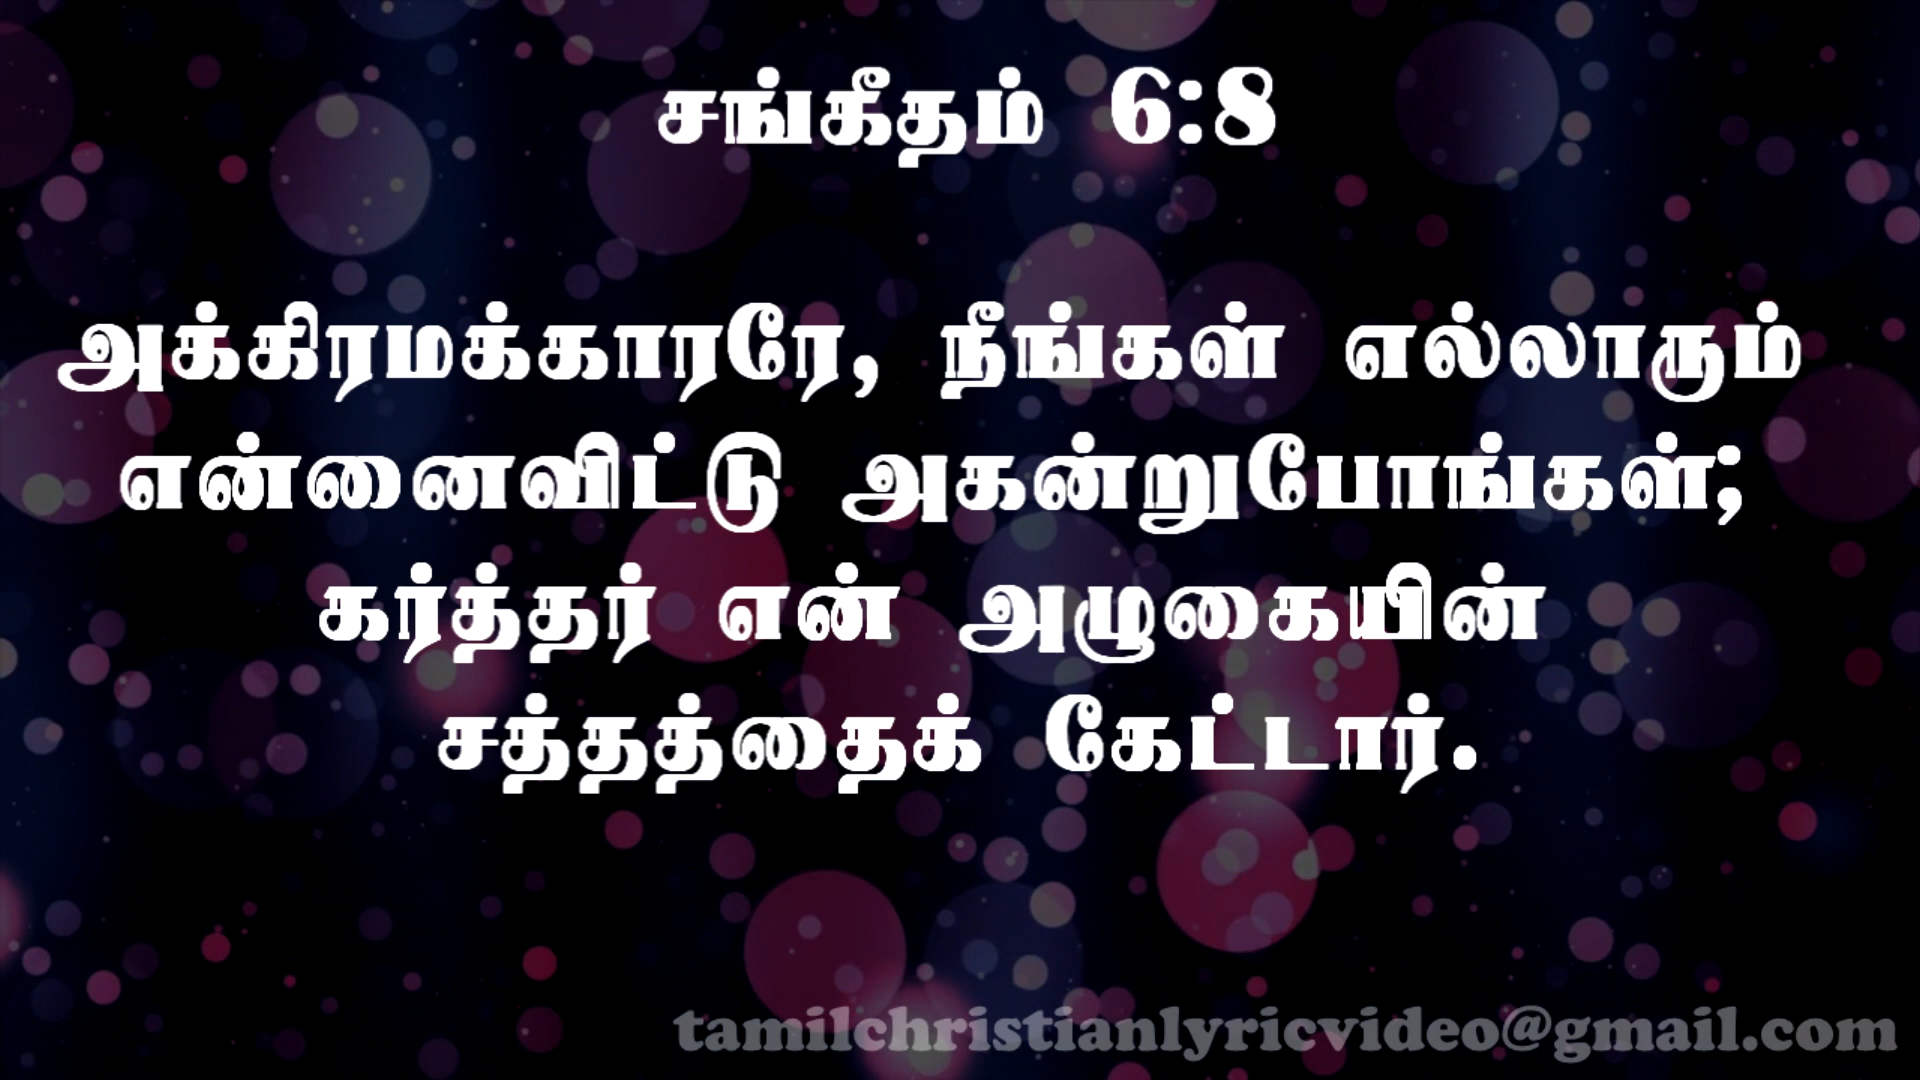 சங்கீதம் 6:8
அக்கிரமக்காரரே, நீங்கள் எல்லாரும்
என்னைவிட்டு அகன்றுபோங்கள்;
கர்த்தர் என் அழுகையின்
சத்தத்தைக் கேட்டார்.
tamilchristianlyricvideo@gmail.com